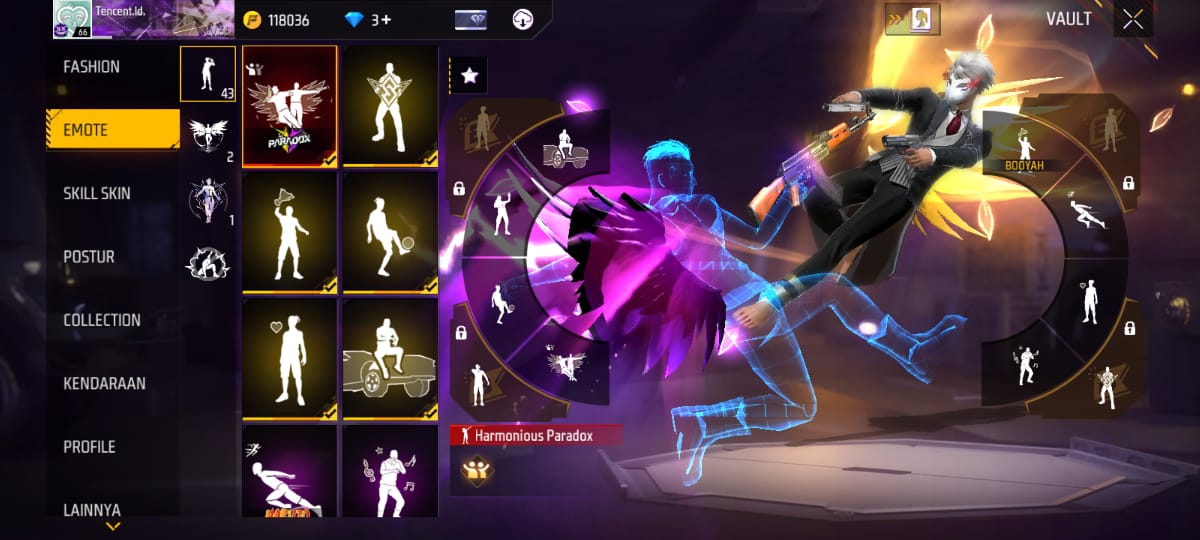 Tencent.Id.
66
118036
3+
VAULT
FASHION
EMOTE
SKILL SKIN
POSTUR
COLLECTION
KENDARAAN
PROFILE
LAINNYA
43
2
1
PARADOX
BOOYAH
Harmonious Paradox